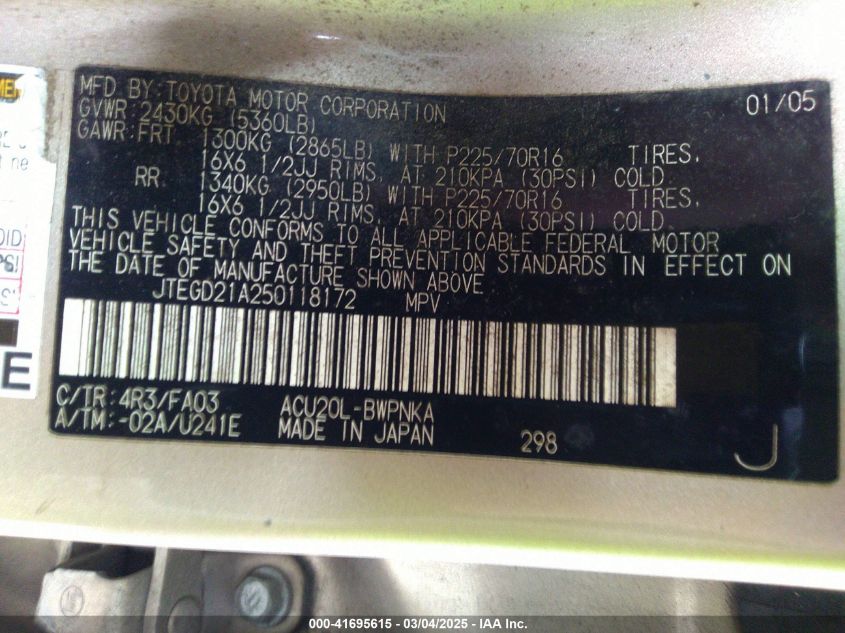 MFD BY: TOYOTA MOTOR CORPORATION 01/05
GVWR: 2430KG (5360LB)
GAWR: FRT. 1300KG (2865LB) WITH P225/70R16 TIRES.
16X6 1/2JJ RIMS. AT 210KPA (30PSI) COLD.
RR. 1340KG (2950LB) WITH P225/70R16 TIRES.
16X6 1/2JJ RIMS. AT 210KPA (30PSI) COLD.
THIS VEHICLE CONFORMS TO ALL APPLICABLE FEDERAL MOTOR
VEHICLE SAFETY AND THEFT PREVENTION STANDARDS IN EFFECT ON
THE DATE OF MANUFACTURE SHOWN ABOVE.
JTEGD21A250118172 MPV
C/TR: 4R3/FA03 ACU20L-BWPNKA
A/TM: -02A/U241E MADE IN JAPAN 298 J
E
000-41695615 - 03/04/2025 - IAA Inc.